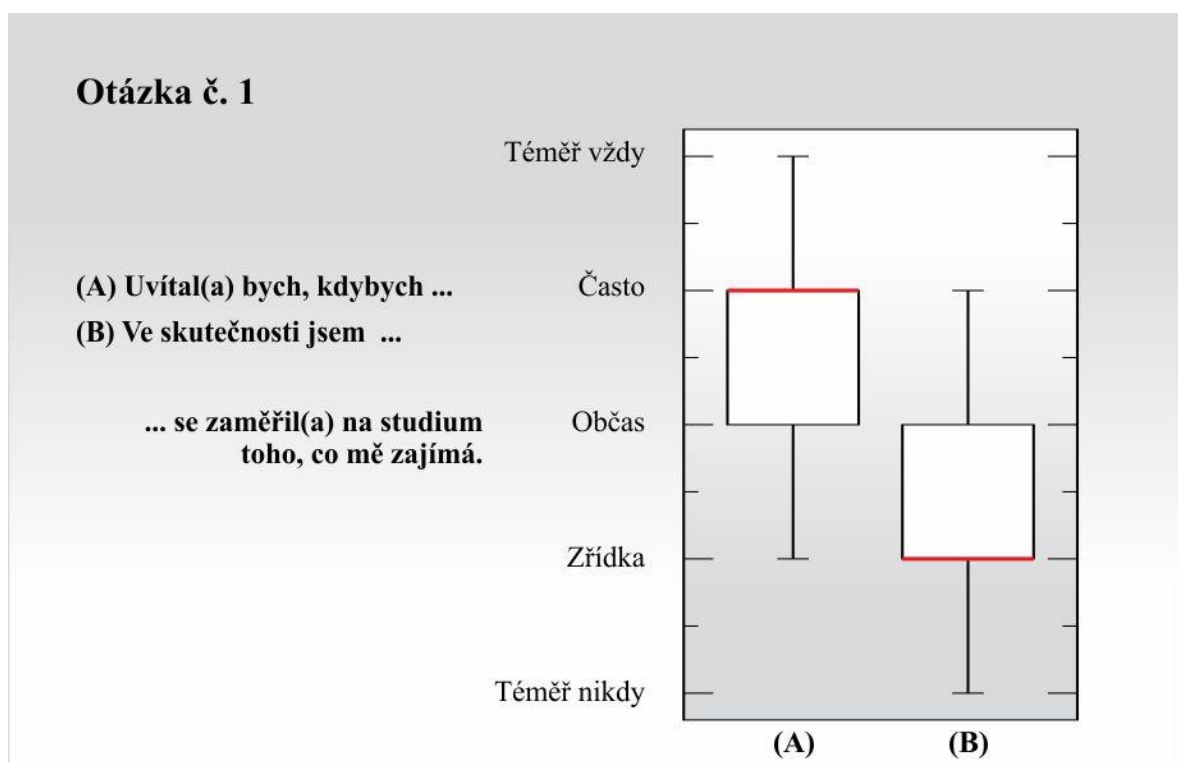 Otázka č. 1
Téměř vždy
(A) Uvítal(a) bych, kdybych ...
Často
(B) Ve skutečnosti jsem ...
... se zaměřil(a) na studium
Občas
toho, co mě zajímá.
Zřídka
Téměř nikdy
(A)
(B)